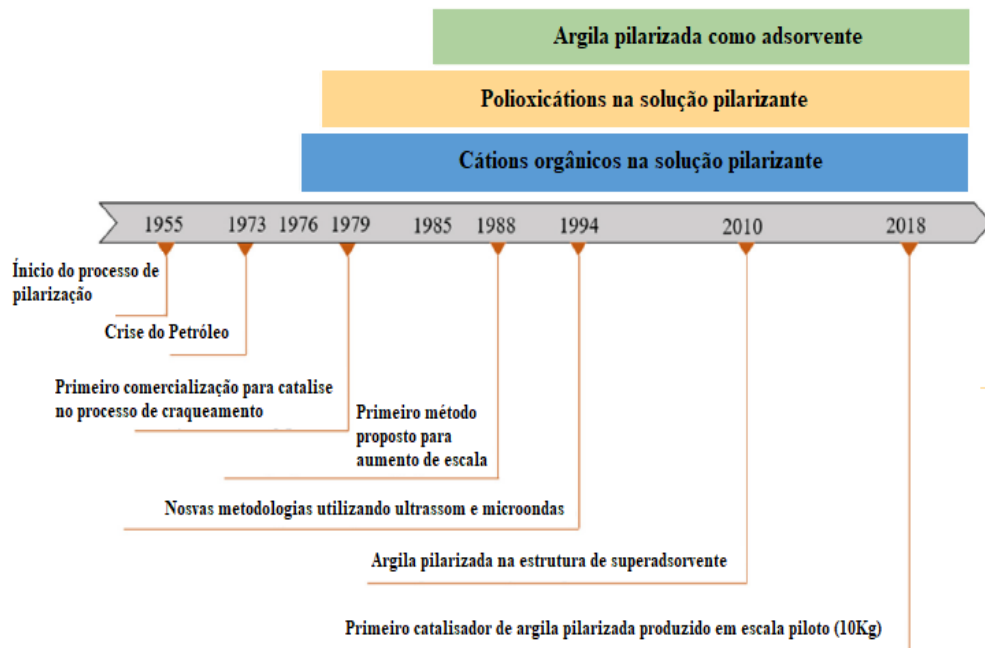 Argila pilarizada como adsorvente
Polioxicátions na solução pilarizante
Cátions orgânicos na solução pilarizante
1955 1973 1976 1979 1985 1988 1994 2010 2018
Ínicio do processo de
pilarização
Crise do Petróleo
Primeiro comercialização para catalise
no processo de craqueamento
Primeiro método
proposto para
aumento de escala
Nosvas metodologias utilizando ultrassom e microondas
Argila pilarizada na estrutura de superadsorvente
Primeiro catalisador de argila pilarizada produzido em escala piloto (10Kg)